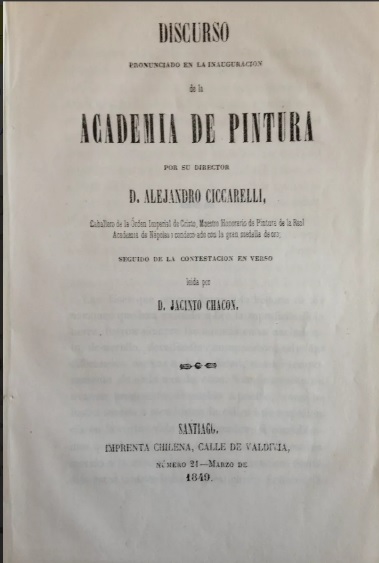 DISCURSO
PRONUNCIADO EN LA INAUGURACION
de la
ACADEMIA DE PINTURA
POR SU DIRECTOR
D. ALEJANDRO CICCARELLI,
Caballero de la Órden Imperial de Cristo, Maestro Honorario de Pintura de la Real
Academia de Nápoles i condecorado con la gran medalla de oro;
SEGUIDO DE LA CONTESTACION EN VERSO
leida por
D. JACINTO CHACON.
SANTIAGO.
IMPRENTA CHILENA, CALLE DE VALDIVIA,
NÚMERO 21—MARZO DE
1849.